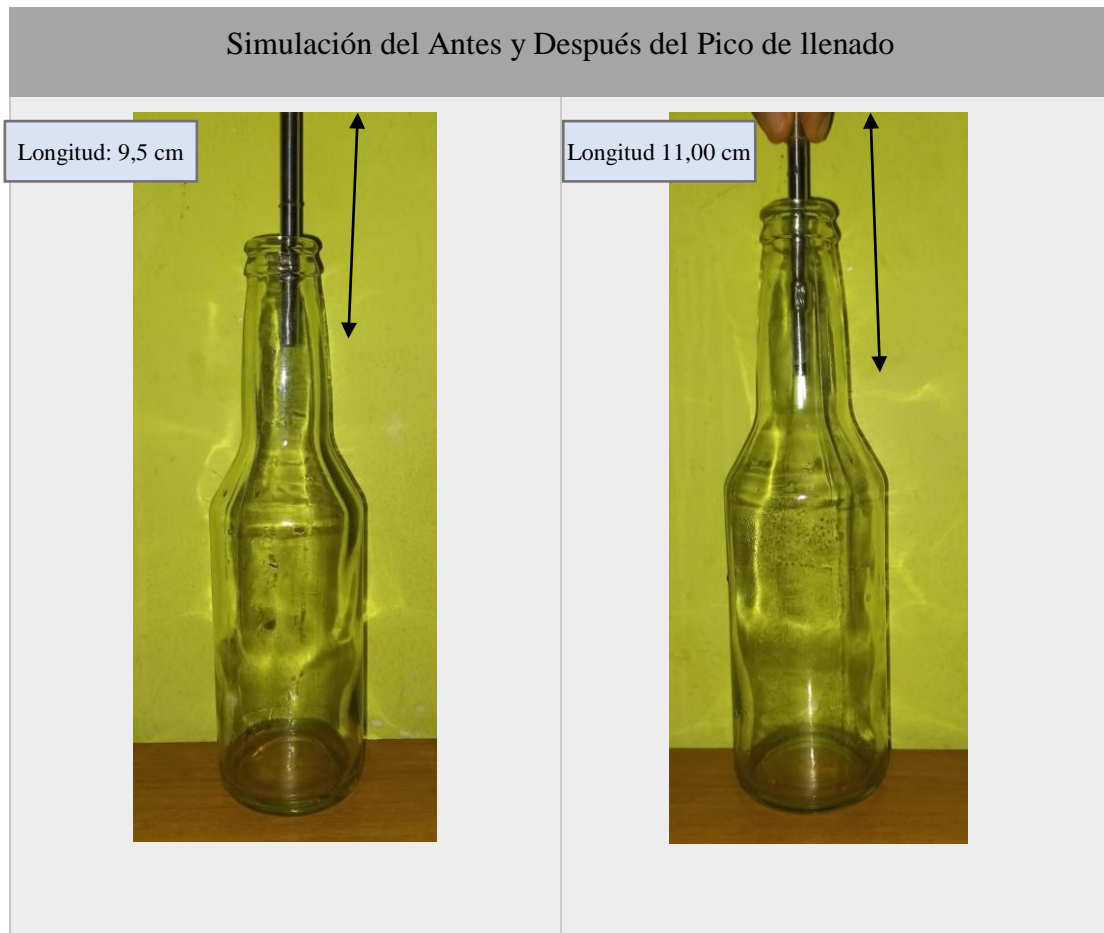 Simulación del Antes y Después del Pico de llenado
Longitud: 9,5 cm
Longitud 11,00 cm